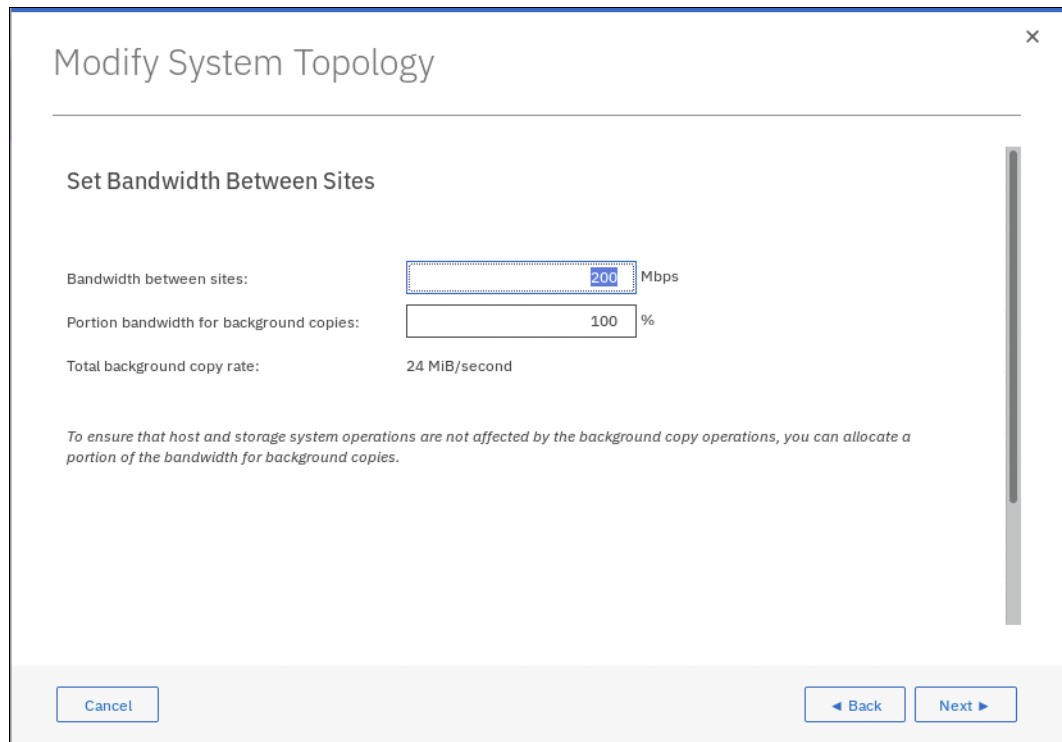 Modify System Topology
Set Bandwidth Between Sites
Bandwidth between sites: 200 Mbps
Portion bandwidth for background copies: 100 %
Total background copy rate: 24 MiB/second
To ensure that host and storage system operations are not affected by the background copy operations, you can allocate a
portion of the bandwidth for background copies.
Cancel ◄ Back Next ►